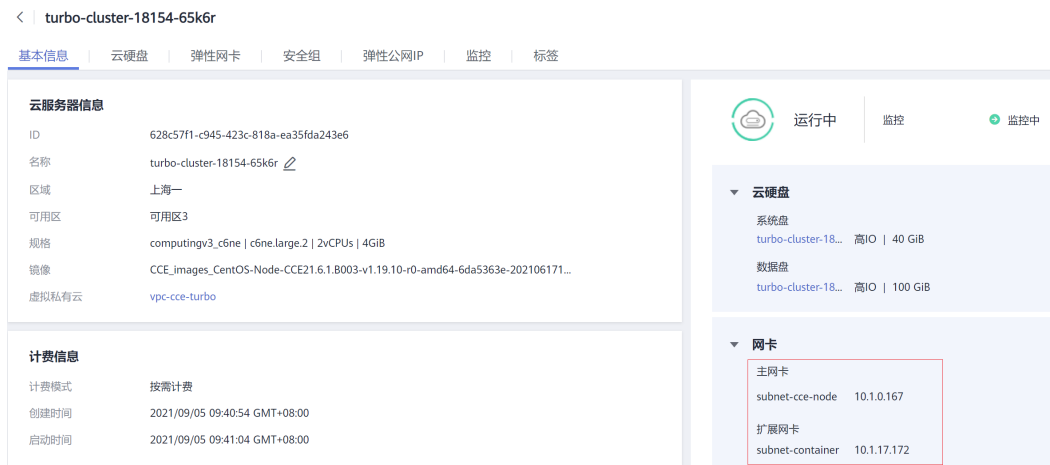 turbo-cluster-18154-65k6r
基本信息 云硬盘 弹性网卡 安全组 弹性公网IP 监控 标签
云服务器信息
ID 628c57f1-c945-423c-818a-ea35fda243e6
名称 turbo-cluster-18154-65k6r
区域 上海一
可用区 可用区3
规格 computingv3_c6ne | c6ne.large.2 | 2vCPUs | 4GiB
镜像 CCE_images_CentOS-Node-CCE21.6.1.B003-v1.19.10-r0-amd64-6da5363e-202106171...
虚拟私有云 vpc-cce-turbo
计费信息
计费模式 按需计费
创建时间 2021/09/05 09:40:54 GMT+08:00
启动时间 2021/09/05 09:41:04 GMT+08:00
运行中 监控 监控中
云硬盘
系统盘
turbo-cluster-18... 高IO | 40 GiB
数据盘
turbo-cluster-18... 高IO | 100 GiB
网卡
主网卡
subnet-cce-node 10.1.0.167
扩展网卡
subnet-container 10.1.17.172